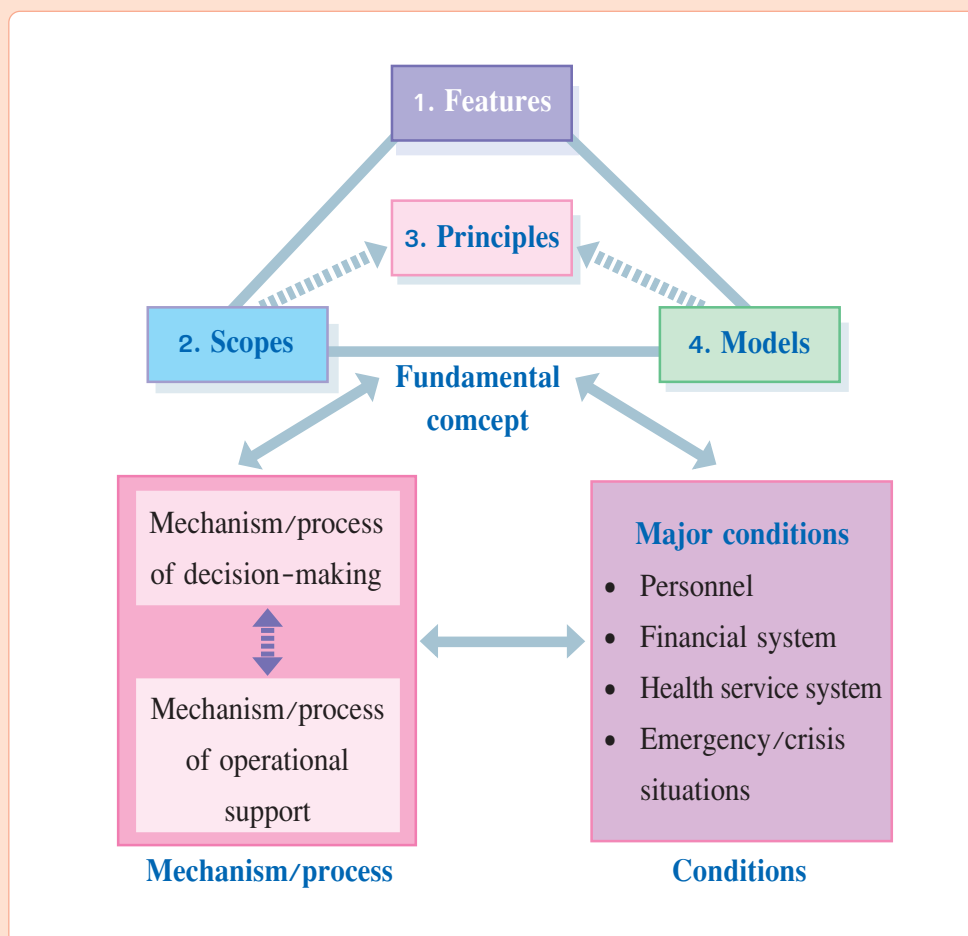 1. Features
3. Principles
2. Scopes
4. Models
Fundamental
comcept
Mechanism/process
of decision-making
Mechanism/process
of operational
support
Mechanism/process
Major conditions
• Personnel
• Financial system
• Health service system
• Emergency/crisis
situations
Conditions